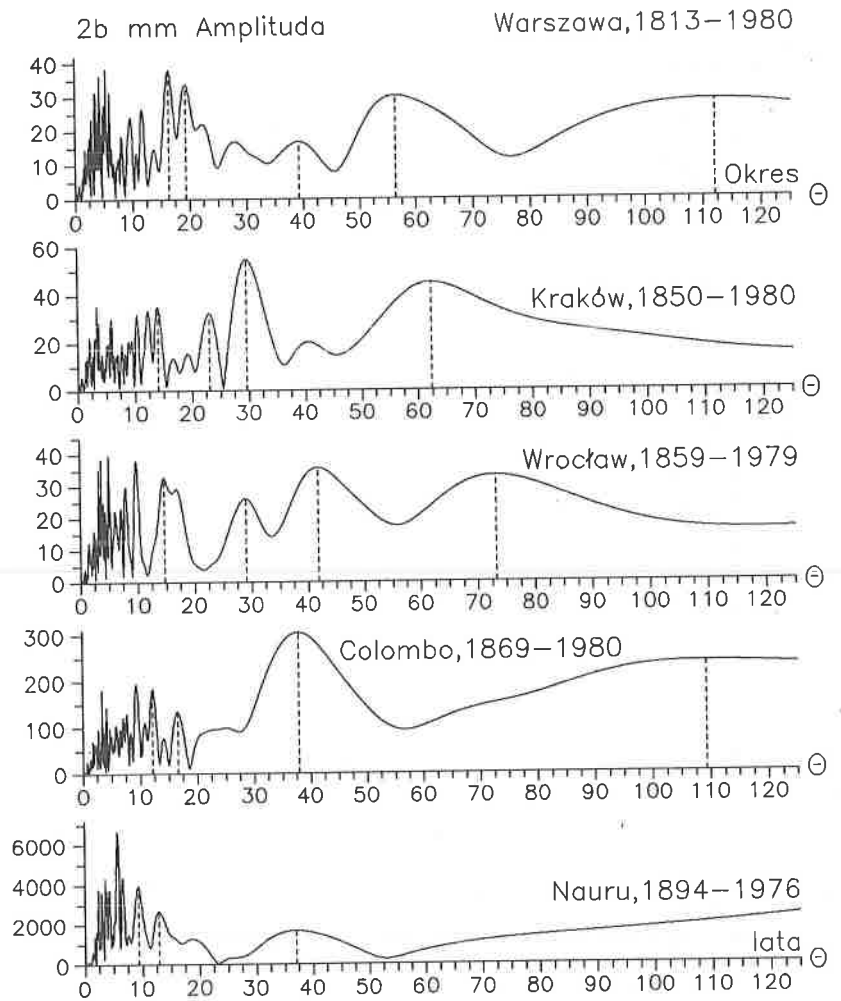 2b mm Amplituda
Warszawa,1813–1980
40
30
20
10
0
Okres
Θ
0 10 20 30 40 50 60 70 80 90 100 110 120
60
40
20
0
Kraków,1850–1980
Θ
0 10 20 30 40 50 60 70 80 90 100 110 120
40
30
20
10
0
Wrocław,1859–1979
Θ
0 10 20 30 40 50 60 70 80 90 100 110 120
300
200
100
0
Colombo,1869–1980
Θ
0 10 20 30 40 50 60 70 80 90 100 110 120
6000
4000
2000
0
Nauru,1894–1976
lata
Θ
0 10 20 30 40 50 60 70 80 90 100 110 120